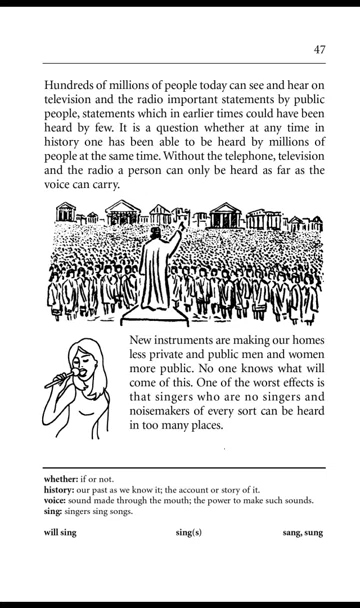 47
Hundreds of millions of people today can see and hear on
television and the radio important statements by public
people, statements which in earlier times could have been
heard by few. It is a question whether at any time in
history one has been able to be heard by millions of
people at the same time. Without the telephone, television
and the radio a person can only be heard as far as the
voice can carry.
New instruments are making our homes
less private and public men and women
more public. No one knows what will
come of this. One of the worst effects is
that singers who are no singers and
noisemakers of every sort can be heard
in too many places.
whether: if or not.
history: our past as we know it; the account or story of it.
voice: sound made through the mouth; the power to make such sounds.
sing: singers sing songs.
will sing sing(s) sang, sung